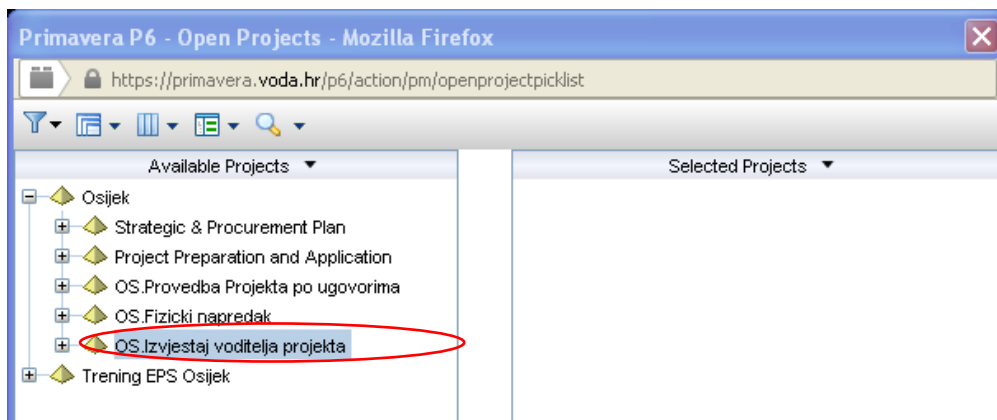 Primavera P6 - Open Projects - Mozilla Firefox
https://primavera.voda.hr/p6/action/pm/openprojectpicklist
Available Projects
Selected Projects
Osijek
Strategic & Procurement Plan
Project Preparation and Application
OS.Provedba Projekta po ugovorima
OS.Fizicki napredak
OS.Izvjestaj voditelja projekta
Trening EPS Osijek